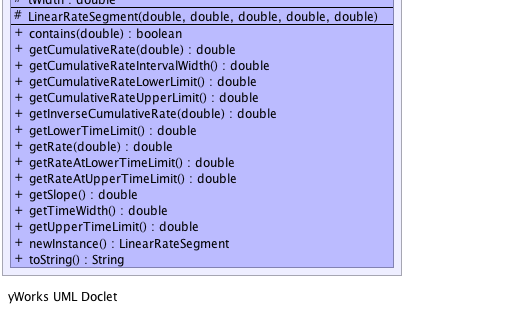 # LinearRateSegment(double, double, double, double, double)
+ contains(double) : boolean
+ getCumulativeRate(double) : double
+ getCumulativeRateIntervalWidth() : double
+ getCumulativeRateLowerLimit() : double
+ getCumulativeRateUpperLimit() : double
+ getInverseCumulativeRate(double) : double
+ getLowerTimeLimit() : double
+ getRate(double) : double
+ getRateAtLowerTimeLimit() : double
+ getRateAtUpperTimeLimit() : double
+ getSlope() : double
+ getTimeWidth() : double
+ getUpperTimeLimit() : double
+ newInstance() : LinearRateSegment
+ toString() : String
yWorks UML Doclet